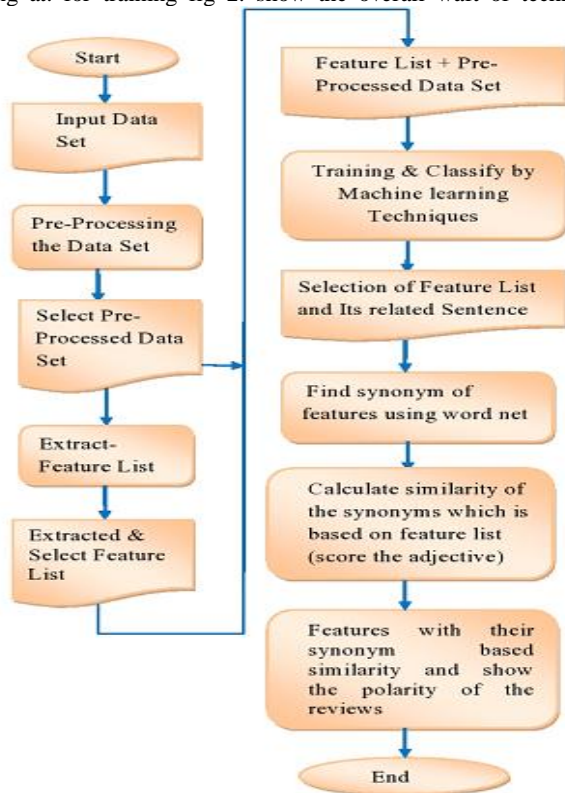 Start
Input Data
Set
Pre-Processing
the Data Set
Select Pre-
Processed Data
Set
Extract-
Feature List
Extracted &
Select Feature
List
Feature List + Pre-
Processed Data Set
Training & Classify by
Machine learning
Techniques
Selection of Feature List
and Its related Sentence
Find synonym of
features using word net
Calculate similarity of
the synonyms which is
based on feature list
(score the adjective)
Features with their
synonym based
similarity and show
the polarity of the
reviews
End